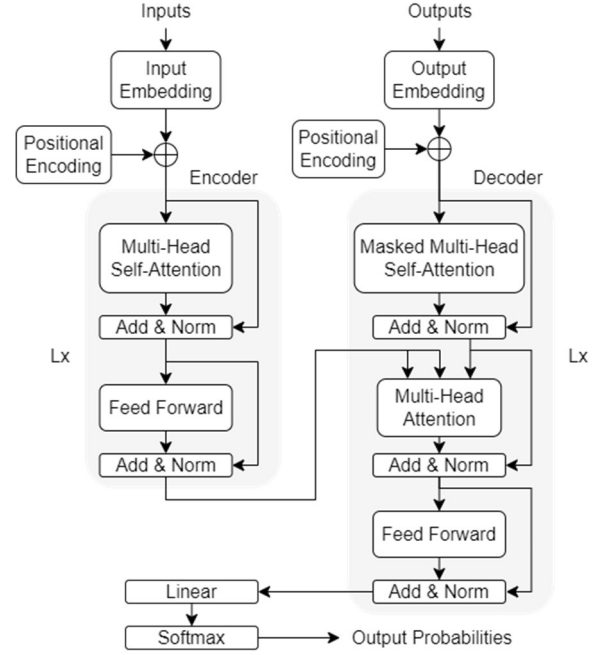 Inputs
Input
Embedding
Positional
Encoding
Encoder
Multi-Head
Self-Attention
Add & Norm
Lx
Feed Forward
Add & Norm
Outputs
Output
Embedding
Positional
Encoding
Decoder
Masked Multi-Head
Self-Attention
Add & Norm
Lx
Multi-Head
Attention
Add & Norm
Feed Forward
Add & Norm
Linear
Softmax
Output Probabilities